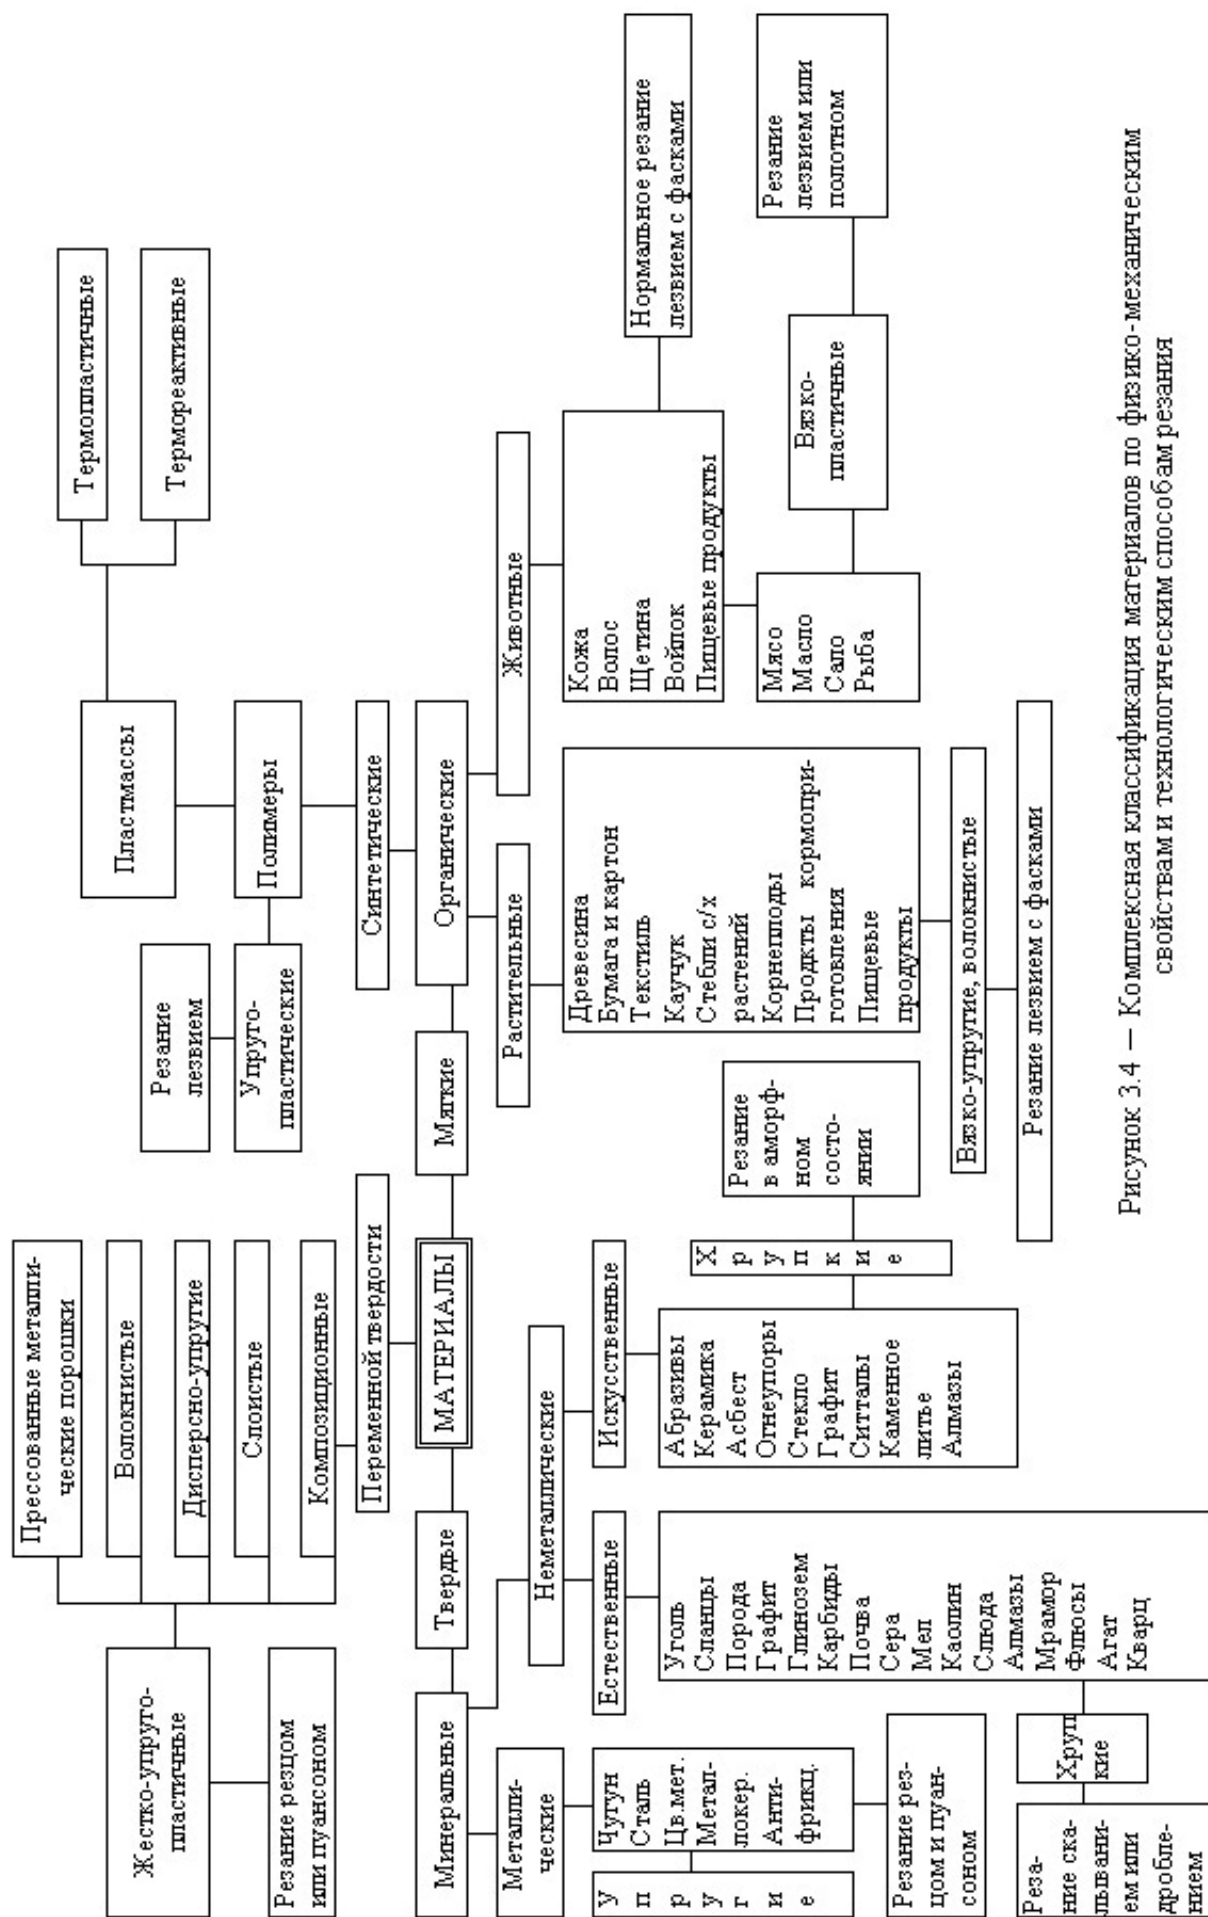 Прессованные металли-
ческие порошки
Волокнистые
Дисперсно-упругие
Слоистые
Композиционные
Жестко-упруго-
пластичные
Резание резцом
или пуансоном
Переменной твердости
Резание
лезвием
Упруго-
пластические
Пластмассы
Полимеры
Синтетические
Термопластичные
Термореактивные
Минеральные
Твердые
МАТЕРИАЛЫ
Мягкие
Органические
Металли-
ческие
Неметаллические
Растительные
Животные
Естественные
Искусственные
Чугун
Сталь
Цв.мет.
Метал-
локер.
Анти-
фрикц.
У
п
р
у
г
и
е
Резание рез-
цом и пуан-
соном
Уголь
Сланцы
Порода
Графит
Глинозем
Карбиды
Почва
Сера
Мел
Каолин
Слюда
Алмазы
Мрамор
Флюсы
Агат
Кварц
Хруп
кие
Реза-
ние ска-
лывани-
ем или
дробле-
нием
Абразивы
Керамика
Асбест
Огнеупоры
Стекло
Графит
Ситталы
Каменное
литье
Алмазы
Х
р
у
п
к
и
е
Резание
в аморф-
ном
состо-
янии
Древесина
Бумага и картон
Текстиль
Каучук
Стебли с/х
растений
Корнеплоды
Продкты кормопри-
готовления
Пищевые
продукты
Вязко-упругие, волокнистые
Резание лезвием с фасками
Кожа
Волос
Щетина
Войлок
Пищевые продукты
Нормальное резание
лезвием с фасками
Мясо
Масло
Сало
Рыба
Вязко-
пластичные
Резание
лезвием или
полотном
Рисунок 3.4 – Комплексная классификация материалов по физико-механическим
свойствам и технологическим способам резания